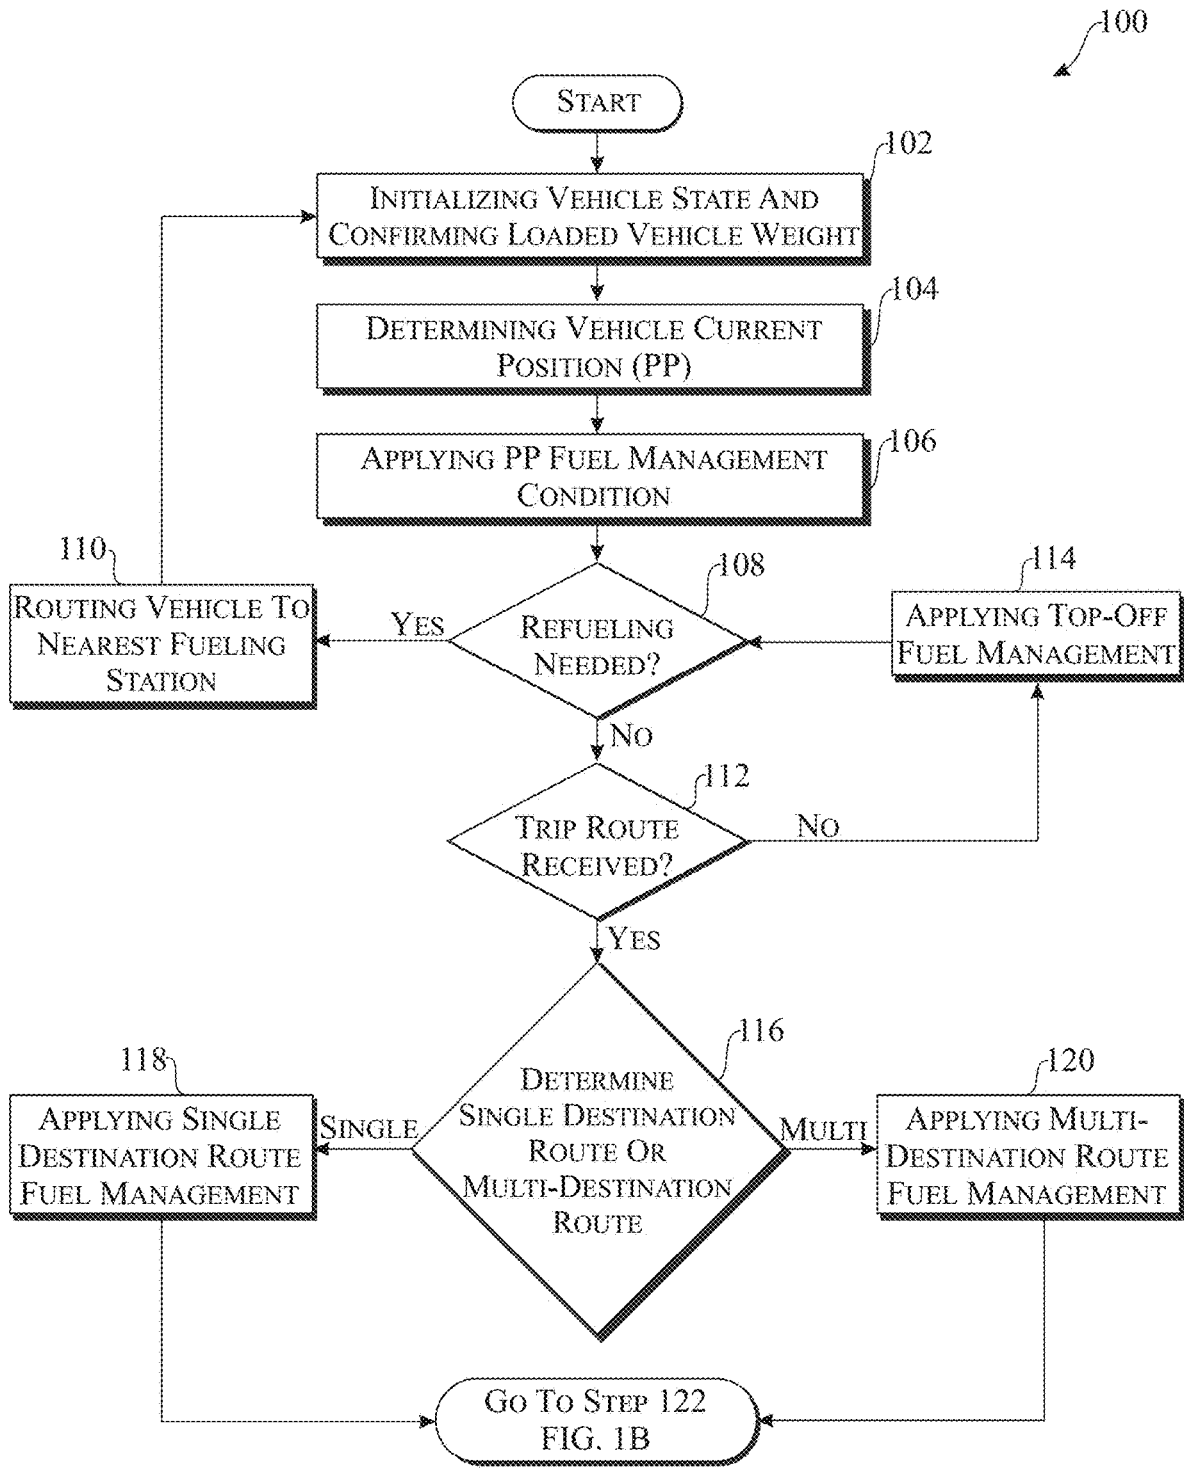 100
START
102
INITIALIZING VEHICLE STATE AND
CONFIRMING LOADED VEHICLE WEIGHT
104
DETERMINING VEHICLE CURRENT
POSITION (PP)
106
APPLYING PP FUEL MANAGEMENT
CONDITION
110
ROUTING VEHICLE TO
NEAREST FUELING
STATION
YES
108
REFUELING
NEEDED?
114
APPLYING TOP-OFF
FUEL MANAGEMENT
NO
112
TRIP ROUTE
RECEIVED?
NO
YES
116
DETERMINE
SINGLE DESTINATION
ROUTE OR
MULTI-DESTINATION
ROUTE
118
APPLYING SINGLE
DESTINATION ROUTE
FUEL MANAGEMENT
SINGLE
MULTI
120
APPLYING MULTI-
DESTINATION ROUTE
FUEL MANAGEMENT
GO TO STEP 122
FIG. 1B